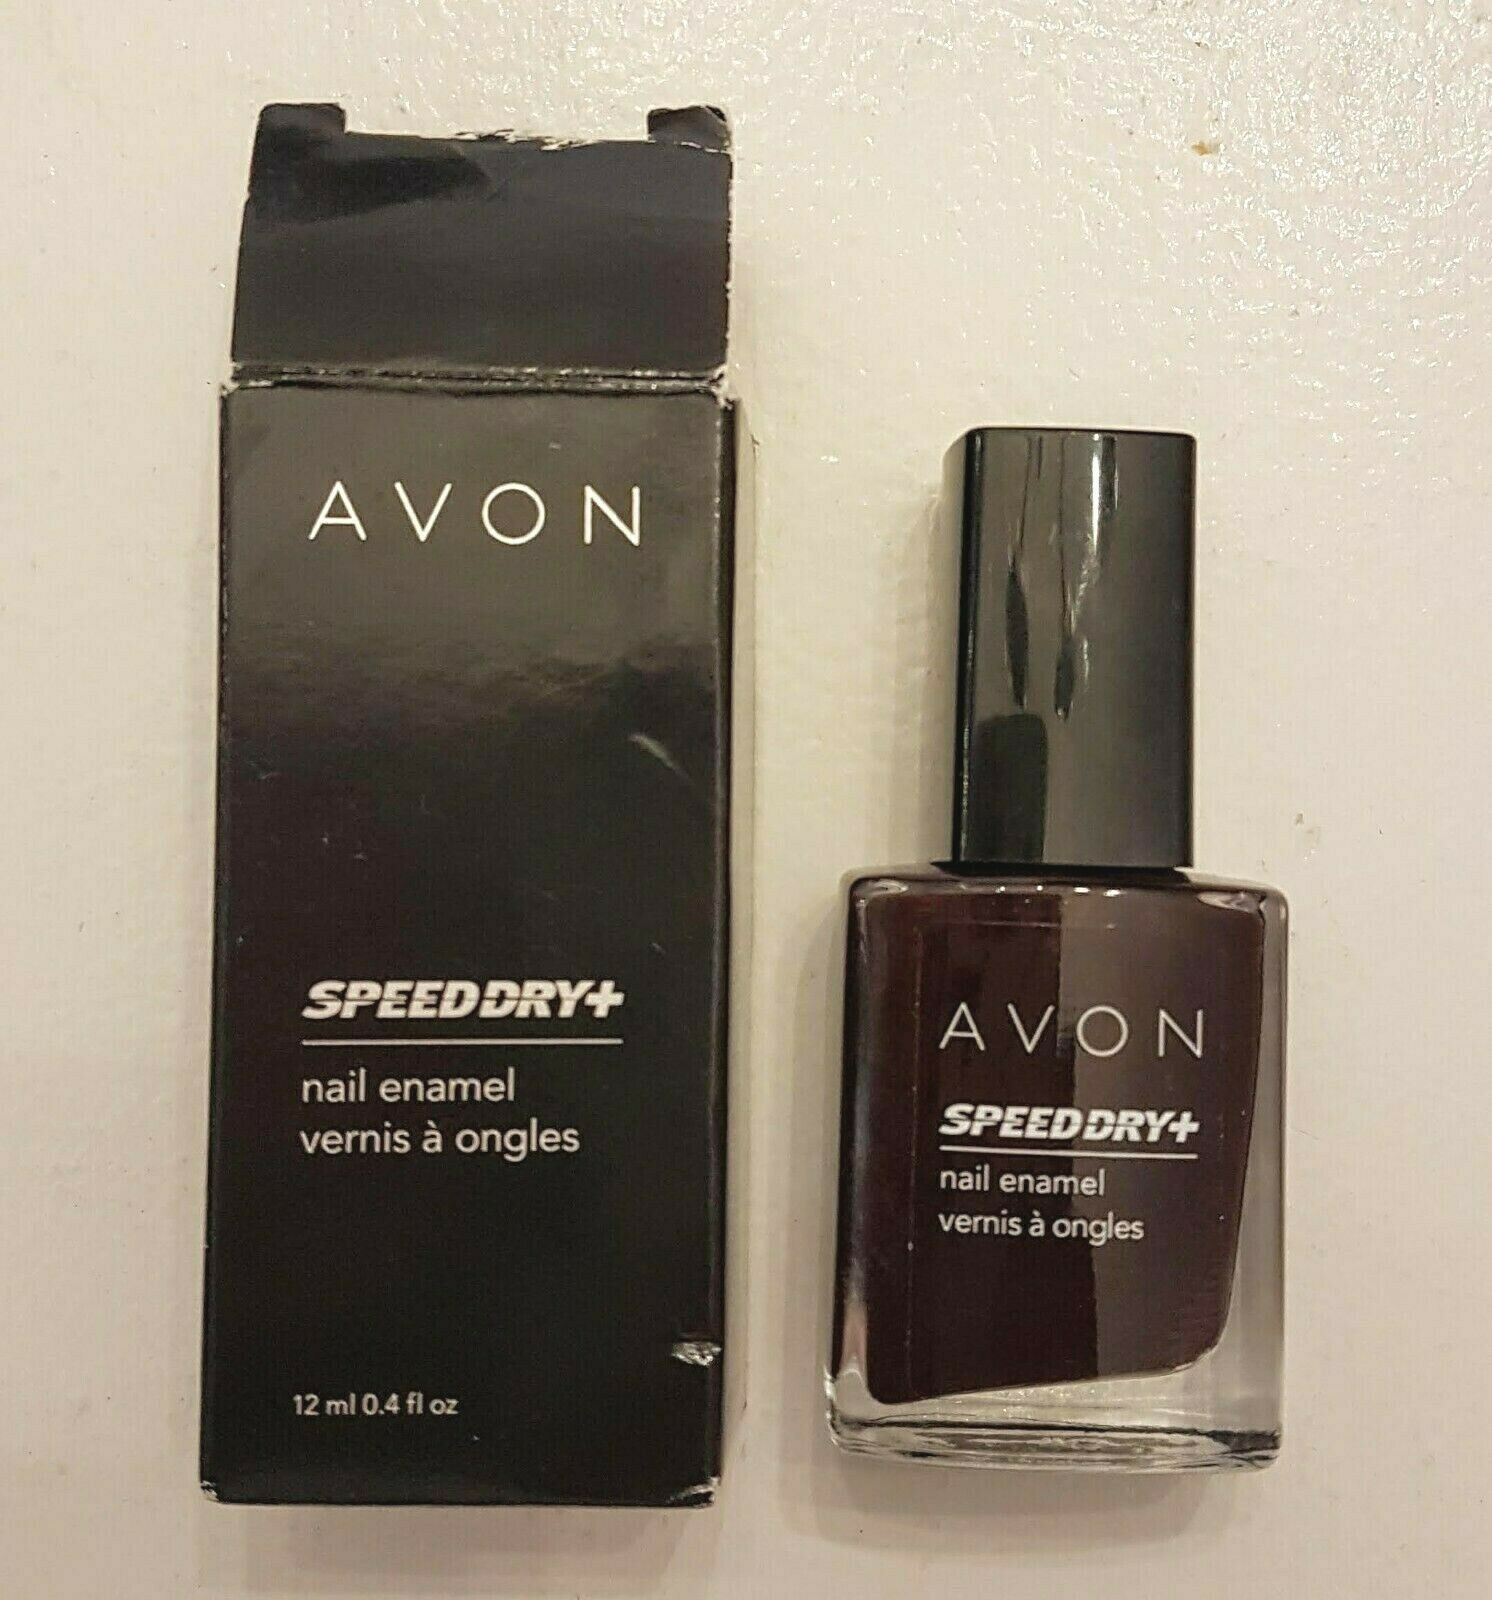 AVON
SPEEDDRY+
nail enamel
vernis à ongles
12 ml 0.4 fl oz
AVON
SPEEDDRY+
nail enamel
vernis à ongles